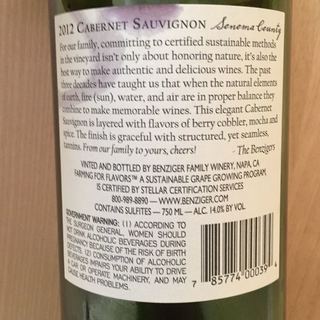 2012 CABERNET SAUVIGNON Sonoma County
For our family, committing to certified sustainable methods
in the vineyard isn't only about honoring nature, it's also the
best way to make authentic and delicious wines. The past
three decades have taught us that when the natural elements
of earth, fire (sun), water, and air are in proper balance they
combine to make memorable wines. This elegant Cabernet
Sauvignon is layered with flavors of berry cobbler, mocha and
spice. The finish is graceful with structured, yet seamless,
tannins. From our family to yours, cheers! — The Benzigers
VINTED AND BOTTLED BY BENZIGER FAMILY WINERY, NAPA, CA
FARMING FOR FLAVORS™ A SUSTAINABLE GRAPE GROWING PROGRAM
IS CERTIFIED BY STELLAR CERTIFICATION SERVICES
800-989-8890 — WWW.BENZIGER.COM
CONTAINS SULFITES — 750 ML — ALC. 14.0% BY VOL.
GOVERNMENT WARNING: (1) ACCORDING TO
THE SURGEON GENERAL, WOMEN SHOULD
NOT DRINK ALCOHOLIC BEVERAGES DURING
PREGNANCY BECAUSE OF THE RISK OF BIRTH
DEFECTS. (2) CONSUMPTION OF ALCOHOLIC
BEVERAGES IMPAIRS YOUR ABILITY TO DRIVE
A CAR OR OPERATE MACHINERY, AND MAY
CAUSE HEALTH PROBLEMS.
7 85774 00039 4